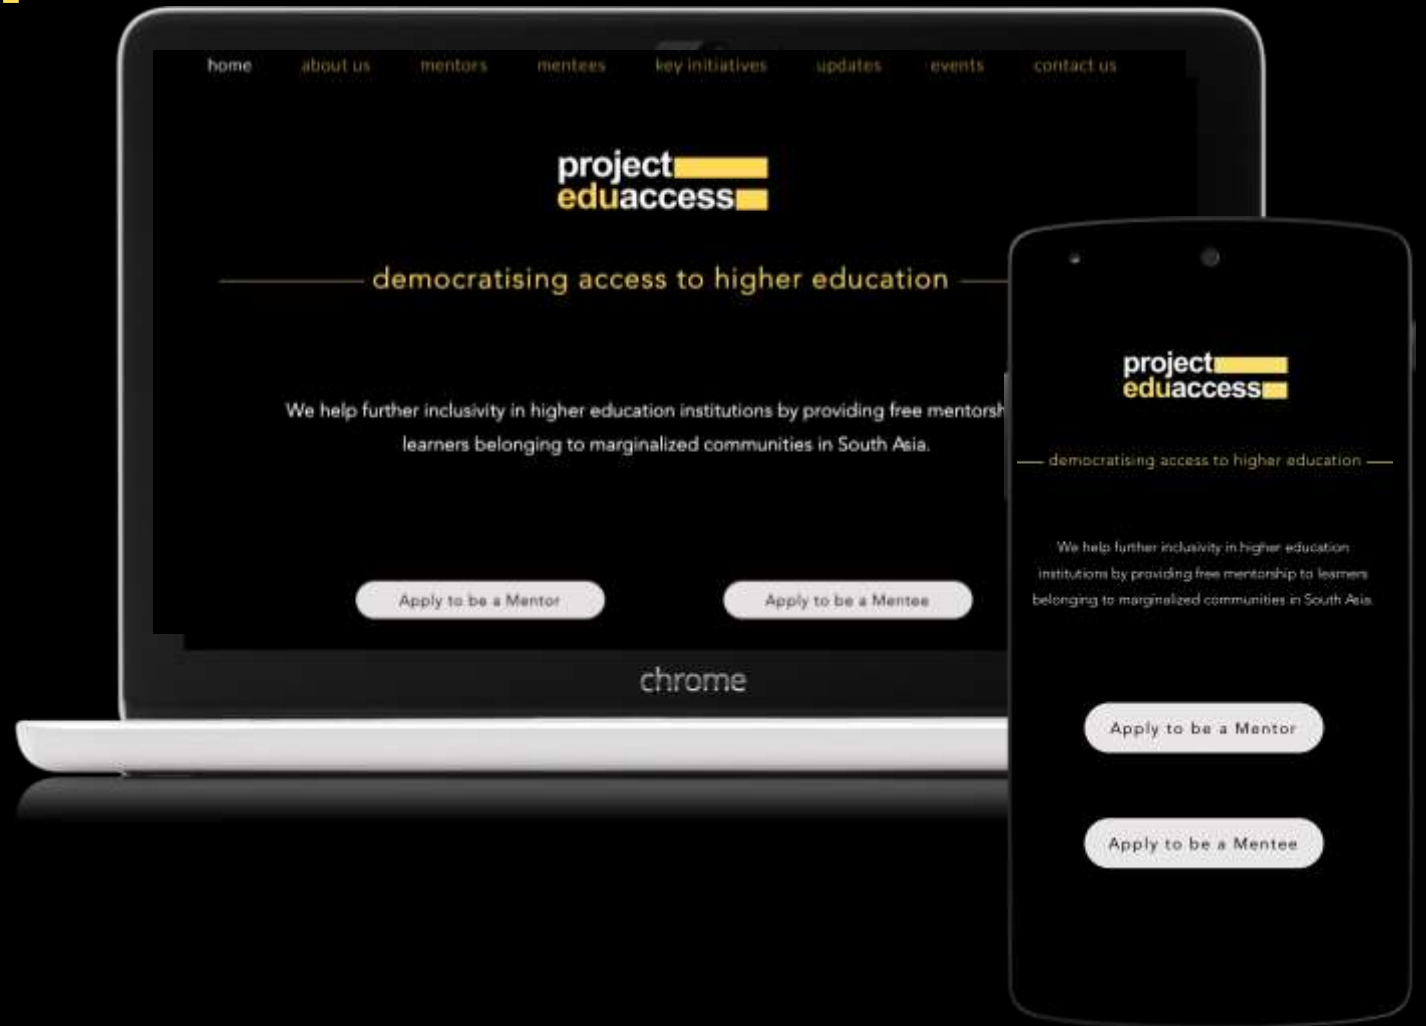 home about us mentors mentees key initiatives updates events contact us
project
eduaccess
democratising access to higher education
We help further inclusivity in higher education institutions by providing free mentorsh
learners belonging to marginalized communities in South Asia.
Apply to be a Mentor Apply to be a Mentee
chrome
project
eduaccess
democratising access to higher education
We help further inclusivity in higher education
institutions by providing free mentorship to learners
belonging to marginalized communities in South Asia.
Apply to be a Mentor
Apply to be a Mentee